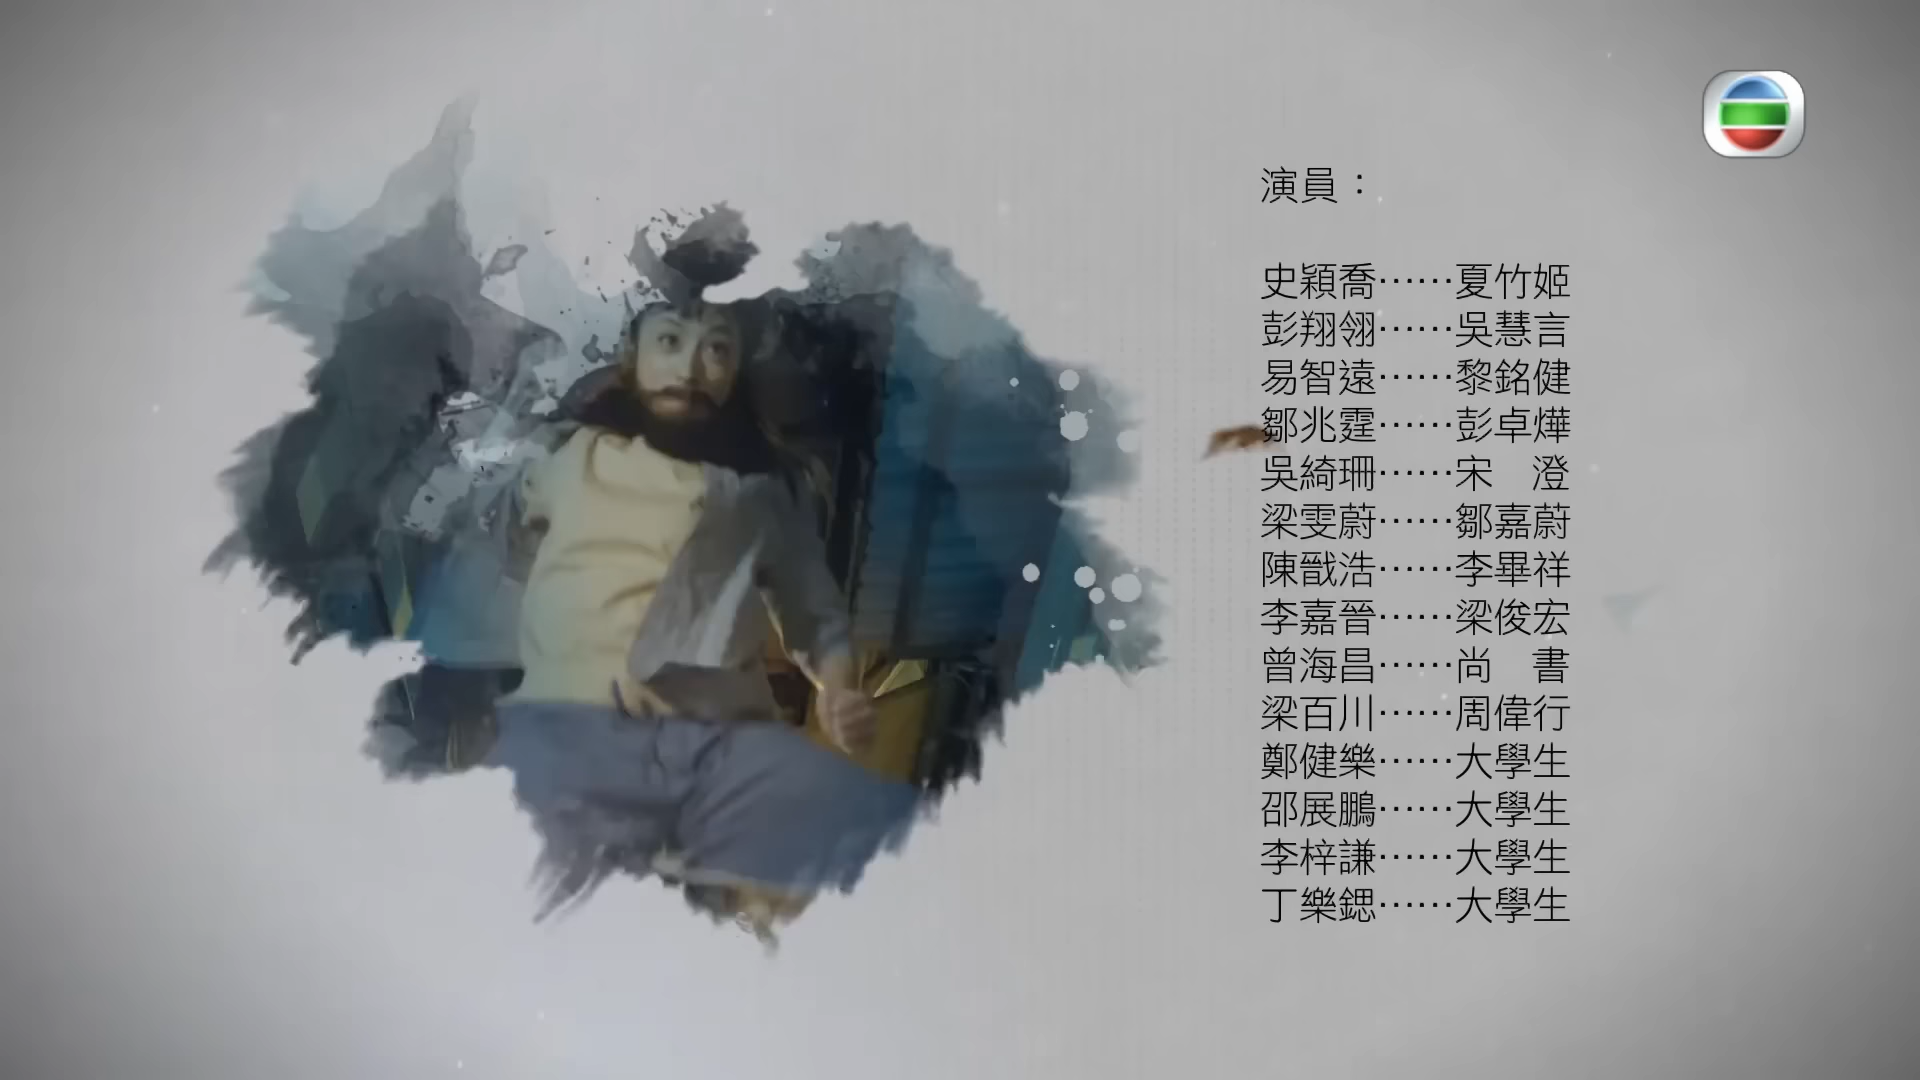 演員：
史穎喬⋯⋯夏竹姬
彭翔翎⋯⋯吳慧言
易智遠⋯⋯黎銘健
鄒兆霆⋯⋯彭卓燁
吳綺珊⋯⋯宋　澄
梁雯蔚⋯⋯鄒嘉蔚
陳戩浩⋯⋯李畢祥
李嘉晉⋯⋯梁俊宏
曾海昌⋯⋯尚　書
梁百川⋯⋯周偉行
鄭健樂⋯⋯大學生
邵展鵬⋯⋯大學生
李梓謙⋯⋯大學生
丁樂鍶⋯⋯大學生